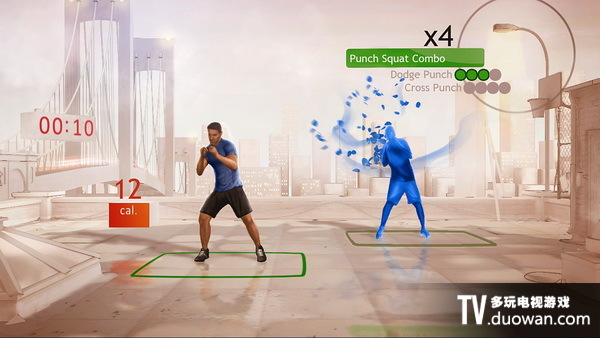 x4
Punch Squat Combo
Dodge Punch
Cross Punch
00:10
12
cal.
TV 多玩电视游戏
.duowan.com